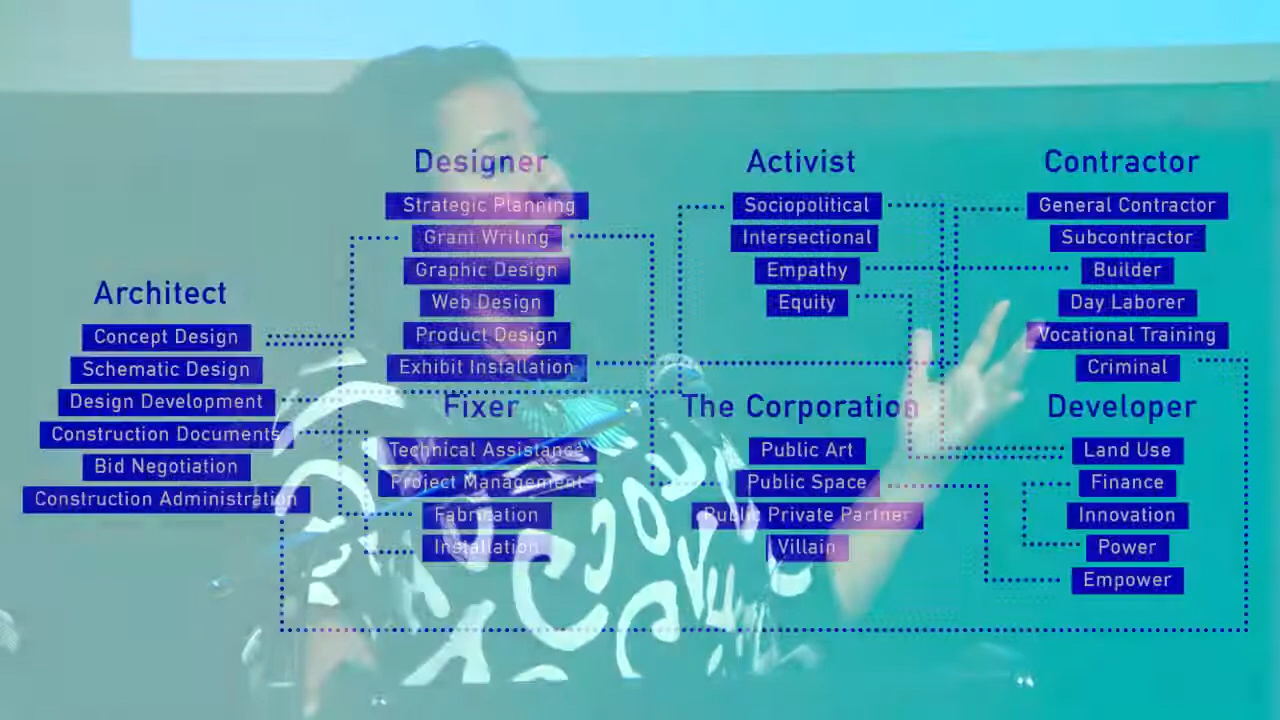 Designer
Strategic Planning
Grant Writing
Graphic Design
Web Design
Product Design
Exhibit Installation
Activist
Sociopolitical
Intersectional
Empathy
Equity
Contractor
General Contractor
Subcontractor
Builder
Day Laborer
Vocational Training
Criminal
Architect
Concept Design
Schematic Design
Design Development
Construction Documents
Bid Negotiation
Construction Administration
Fixer
Technical Assistance
Project Management
Fabrication
Installation
The Corporation
Public Art
Public Space
Public Private Partner
Villain
Developer
Land Use
Finance
Innovation
Power
Empower